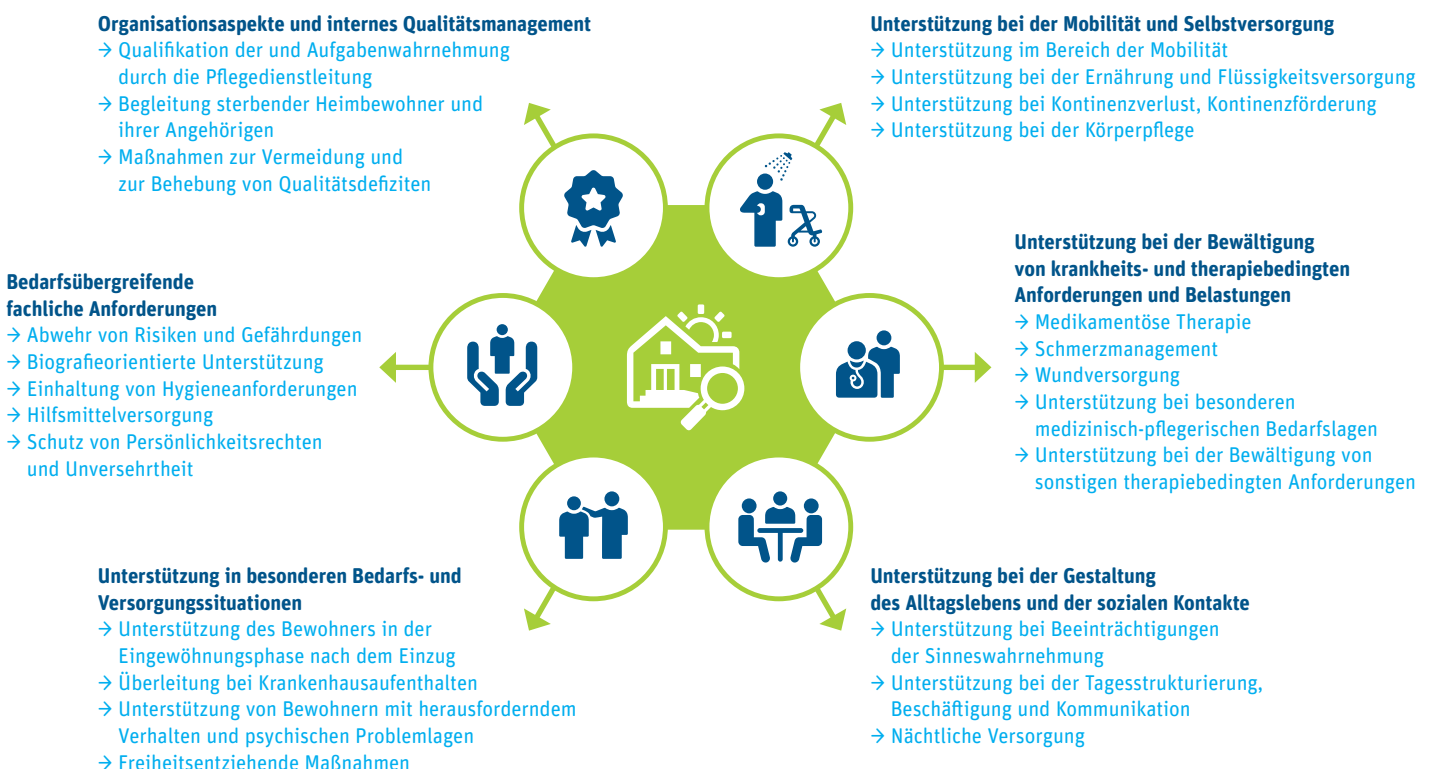 Organisationsaspekte und internes Qualitätsmanagement
→ Qualifikation der und Aufgabenwahrnehmung
durch die Pflegedienstleitung
→ Begleitung sterbender Heimbewohner und
ihrer Angehörigen
→ Maßnahmen zur Vermeidung und
zur Behebung von Qualitätsdefiziten
Unterstützung bei der Mobilität und Selbstversorgung
→ Unterstützung im Bereich der Mobilität
→ Unterstützung bei der Ernährung und Flüssigkeitsversorgung
→ Unterstützung bei Kontinenzverlust, Kontinenzförderung
→ Unterstützung bei der Körperpflege
Bedarfsübergreifende
fachliche Anforderungen
→ Abwehr von Risiken und Gefährdungen
→ Biografieorientierte Unterstützung
→ Einhaltung von Hygieneanforderungen
→ Hilfsmittelversorgung
→ Schutz von Persönlichkeitsrechten
und Unversehrtheit
Unterstützung bei der Bewältigung
von krankheits- und therapiebedingten
Anforderungen und Belastungen
→ Medikamentöse Therapie
→ Schmerzmanagement
→ Wundversorgung
→ Unterstützung bei besonderen
medizinisch-pflegerischen Bedarfslagen
→ Unterstützung bei der Bewältigung von
sonstigen therapiebedingten Anforderungen
Unterstützung in besonderen Bedarfs- und
Versorgungssituationen
→ Unterstützung des Bewohners in der
Eingewöhnungsphase nach dem Einzug
→ Überleitung bei Krankenhausaufenthalten
→ Unterstützung von Bewohnern mit herausforderndem
Verhalten und psychischen Problemlagen
→ Freiheitsentziehende Maßnahmen
Unterstützung bei der Gestaltung
des Alltagslebens und der sozialen Kontakte
→ Unterstützung bei Beeinträchtigungen
der Sinneswahrnehmung
→ Unterstützung bei der Tagesstrukturierung,
Beschäftigung und Kommunikation
→ Nächtliche Versorgung